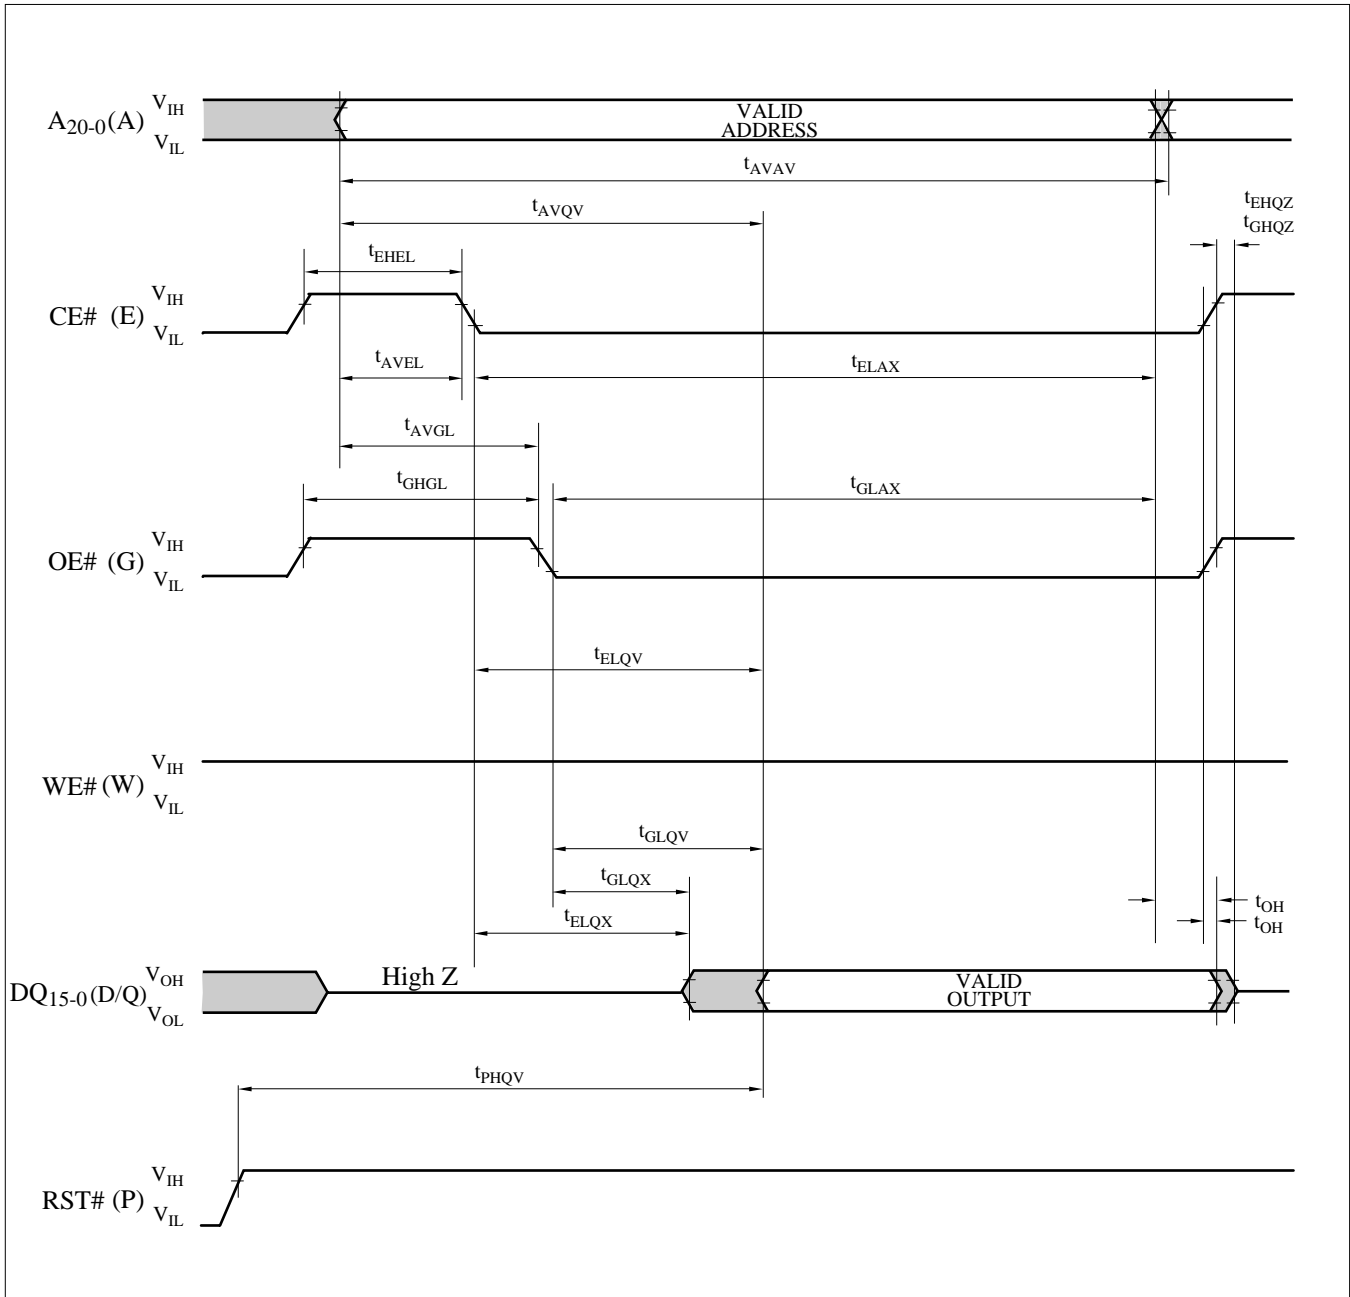 A20-0(A) VIH VIL
VALID
ADDRESS
tAVAV
tAVQV
tEHQZ
tGHQZ
tEHEL
CE# (E) VIH VIL
tAVEL
tELAX
tAVGL
tGHGL
tGLAX
OE# (G) VIH VIL
tELQV
WE# (W) VIH VIL
tGLQV
tGLQX
tOH
tELQX
tOH
DQ15-0(D/Q) VOH VOL
High Z
VALID
OUTPUT
tPHQV
RST# (P) VIH VIL